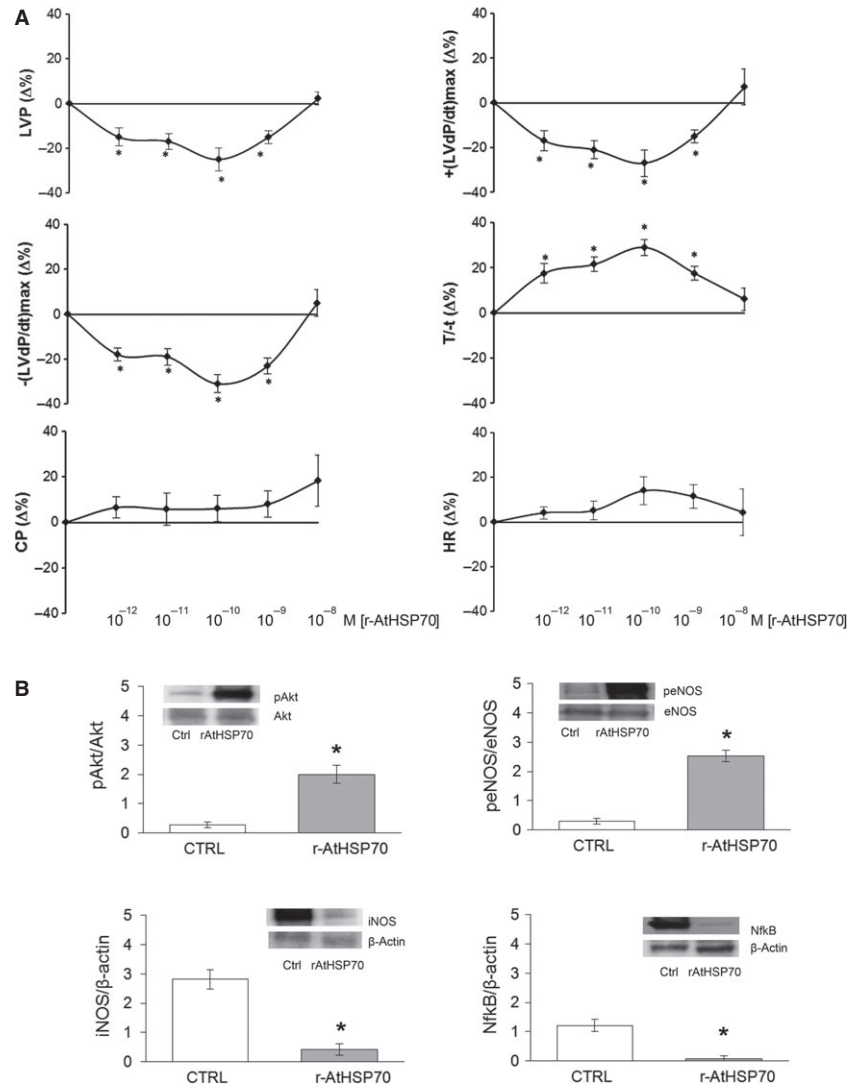 A
40
20
0
−20
−40
LVP (Δ%)
*
*
*
*
40
20
0
−20
−40
+(LVdP/dt)max (Δ%)
*
*
*
*
40
20
0
−20
−40
-(LVdP/dt)max (Δ%)
*
*
*
*
40
20
0
−20
−40
T/-t (Δ%)
*
*
*
*
40
20
0
−20
−40
CP (Δ%)
10⁻¹² 10⁻¹¹ 10⁻¹⁰ 10⁻⁹ 10⁻⁸ M [r-AtHSP70]
40
20
0
−20
−40
HR (Δ%)
10⁻¹² 10⁻¹¹ 10⁻¹⁰ 10⁻⁹ 10⁻⁸ M [r-AtHSP70]
B
5
4
3
2
1
0
pAkt/Akt
pAkt
Akt
Ctrl rAtHSP70
*
CTRL r-AtHSP70
5
4
3
2
1
0
peNOS/eNOS
peNOS
eNOS
Ctrl rAtHSP70
*
CTRL r-AtHSP70
5
4
3
2
1
0
iNOS/β-actin
iNOS
β-Actin
Ctrl rAtHSP70
*
CTRL r-AtHSP70
5
4
3
2
1
0
NfkB/β-actin
NfkB
β-Actin
Ctrl rAtHSP70
*
CTRL r-AtHSP70